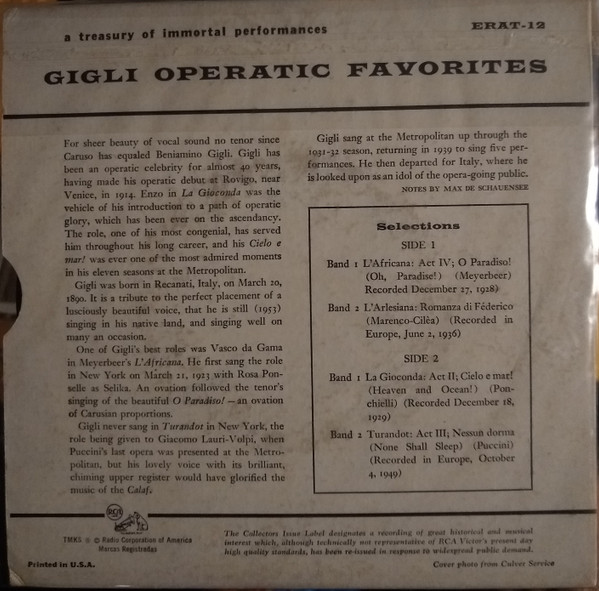 a treasury of immortal performances
ERAT-12
GIGLI OPERATIC FAVORITES
For sheer beauty of vocal sound no tenor since
Caruso has equaled Beniamino Gigli. Gigli has
been an operatic celebrity for almost 40 years,
having made his operatic debut at Rovigo, near
Venice, in 1914. Enzo in La Gioconda was the
vehicle of his introduction to a path of operatic
glory, which has been ever on the ascendancy.
The role, one of his most congenial, has served
him throughout his long career, and his Cielo e
mar! was ever one of the most admired moments
in his eleven seasons at the Metropolitan.
Gigli was born in Recanati, Italy, on March 20,
1890. It is a tribute to the perfect placement of a
lusciously beautiful voice, that he is still (1953)
singing in his native land, and singing well on
many an occasion.
One of Gigli's best roles was Vasco da Gama
in Meyerbeer's L'Africana. He first sang the role
in New York on March 21, 1923 with Rosa Pon-
selle as Selika. An ovation followed the tenor's
singing of the beautiful O Paradiso! — an ovation
of Carusian proportions.
Gigli never sang in Turandot in New York, the
role being given to Giacomo Lauri-Volpi, when
Puccini's last opera was presented at the Metro-
politan, but his lovely voice with its brilliant,
chiming upper register would have glorified the
music of the Calaf.
Gigli sang at the Metropolitan up through the
1931-32 season, returning in 1939 to sing five per-
formances. He then departed for Italy, where he
is looked upon as an idol of the opera-going public.
NOTES BY MAX DE SCHAUENSEE
Selections
SIDE 1
Band 1 L'Africana: Act IV; O Paradiso!
(Oh, Paradise!) (Meyerbeer)
Recorded December 27, 1928)
Band 2 L'Arlesiana: Romanza di Féderico
(Marenco-Cilèa) (Recorded in
Europe, June 2, 1936)
SIDE 2
Band 1 La Gioconda: Act II; Cielo e mar!
(Heaven and Ocean!) (Pon-
chielli) (Recorded December 18,
1929)
Band 2 Turandot: Act III; Nessun dorma
(None Shall Sleep) (Puccini)
(Recorded in Europe, October
4, 1949)
RCA
TMKS ® © Radio Corporation of America
Marcas Registradas
Printed in U.S.A.
The Collectors Issue Label designates a recording of great historical and musical
interest which, although technically not representative of RCA Victor's present day
high quality standards, has been re-issued in response to widespread public demand.
Cover photo from Culver Service